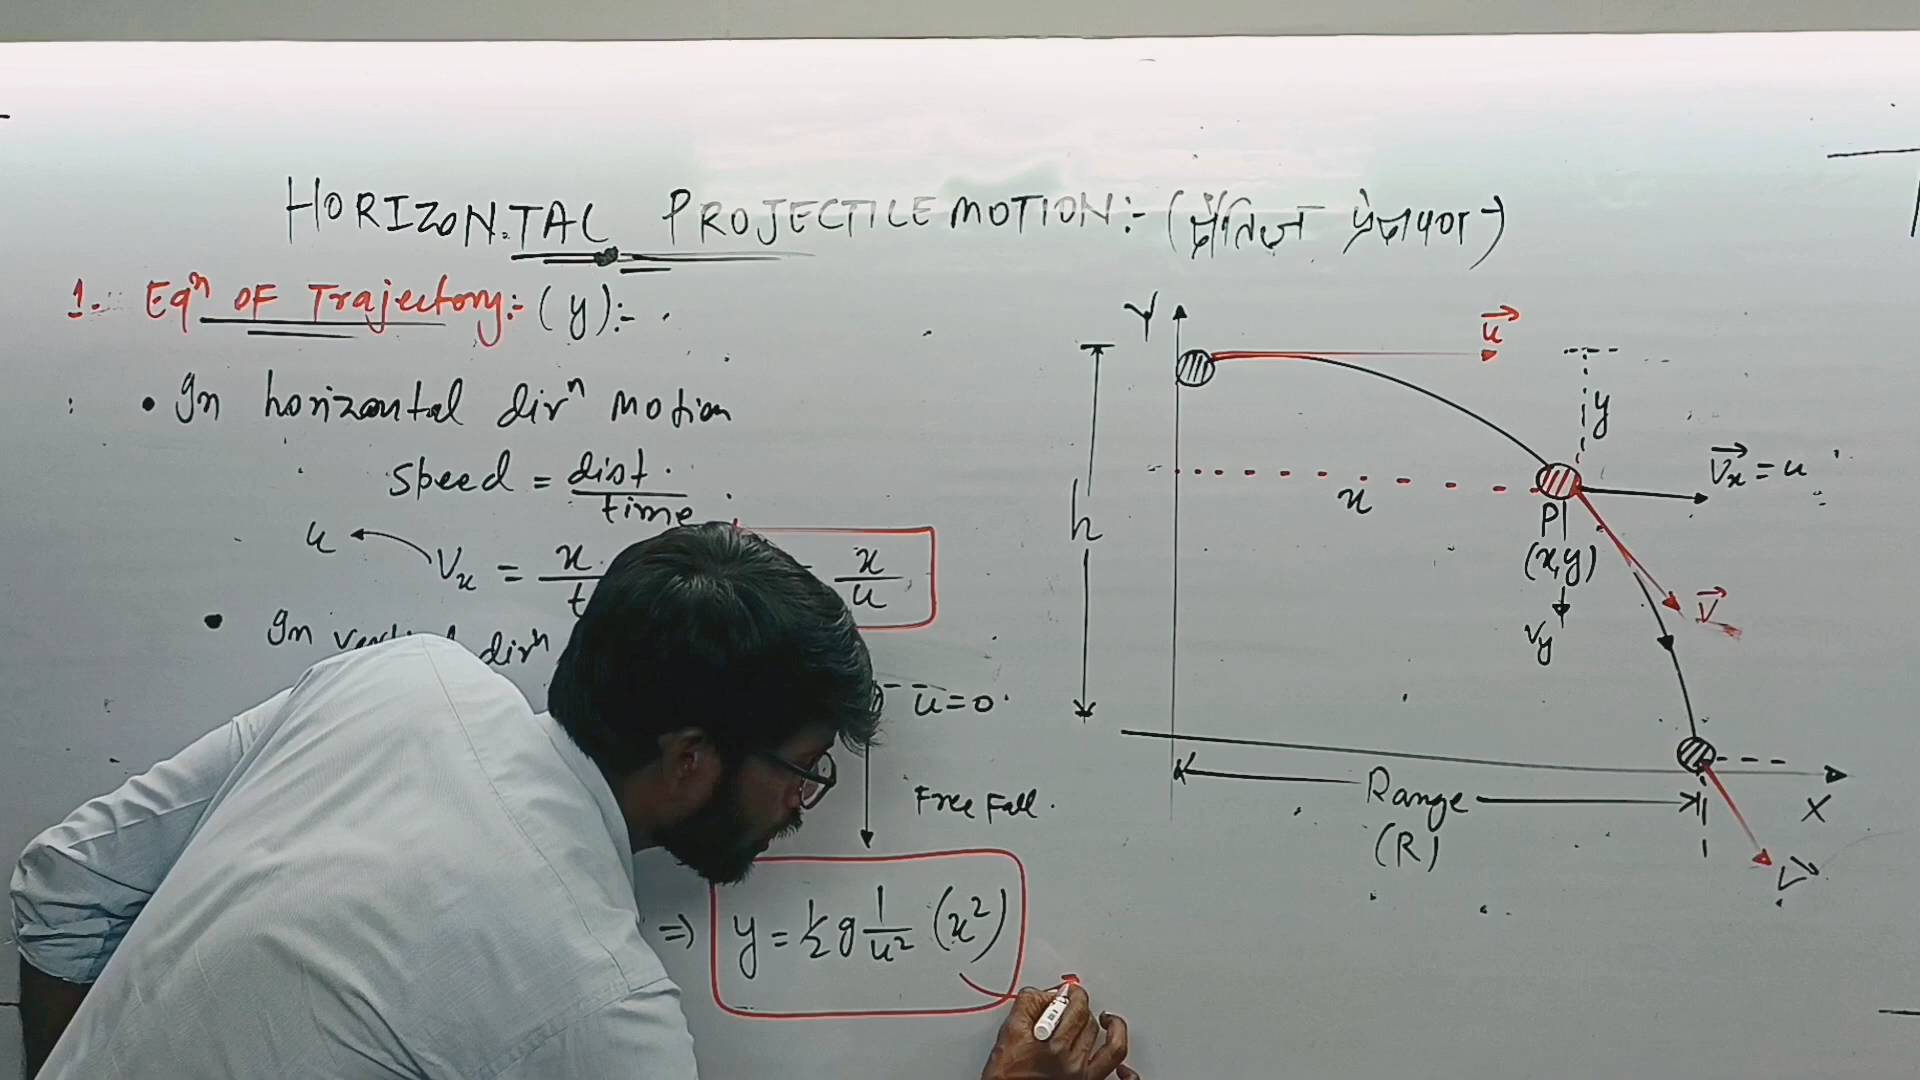 HORIZONTAL PROJECTILE MOTION:- (क्षैतिज प्रक्षेपण)
1. Eqⁿ OF Trajectory:- (y):-
• In horizontal dirⁿ motion
speed = dist./time
u ← Vx = x/t
x/u
• In vertical dirⁿ
u=0
Free Fall.
⇒ y = ½ g 1/u² (x²)
Y
u⃗
y
V⃗x = u
h
x
P
(x,y)
Vy
V⃗
Range
(R)
X
V⃗